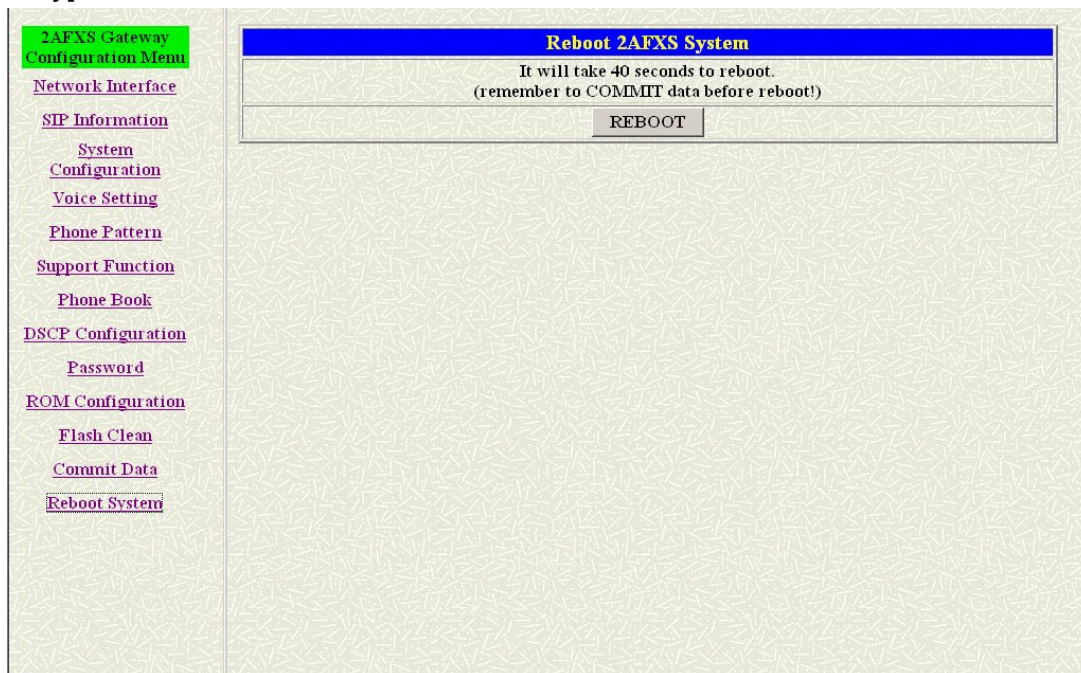 2AFXS Gateway
Configuration Menu
Network Interface
SIP Information
System
Configuration
Voice Setting
Phone Pattern
Support Function
Phone Book
DSCP Configuration
Password
ROM Configuration
Flash Clean
Commit Data
Reboot System
Reboot 2AFXS System
It will take 40 seconds to reboot.
(remember to COMMIT data before reboot!)
REBOOT